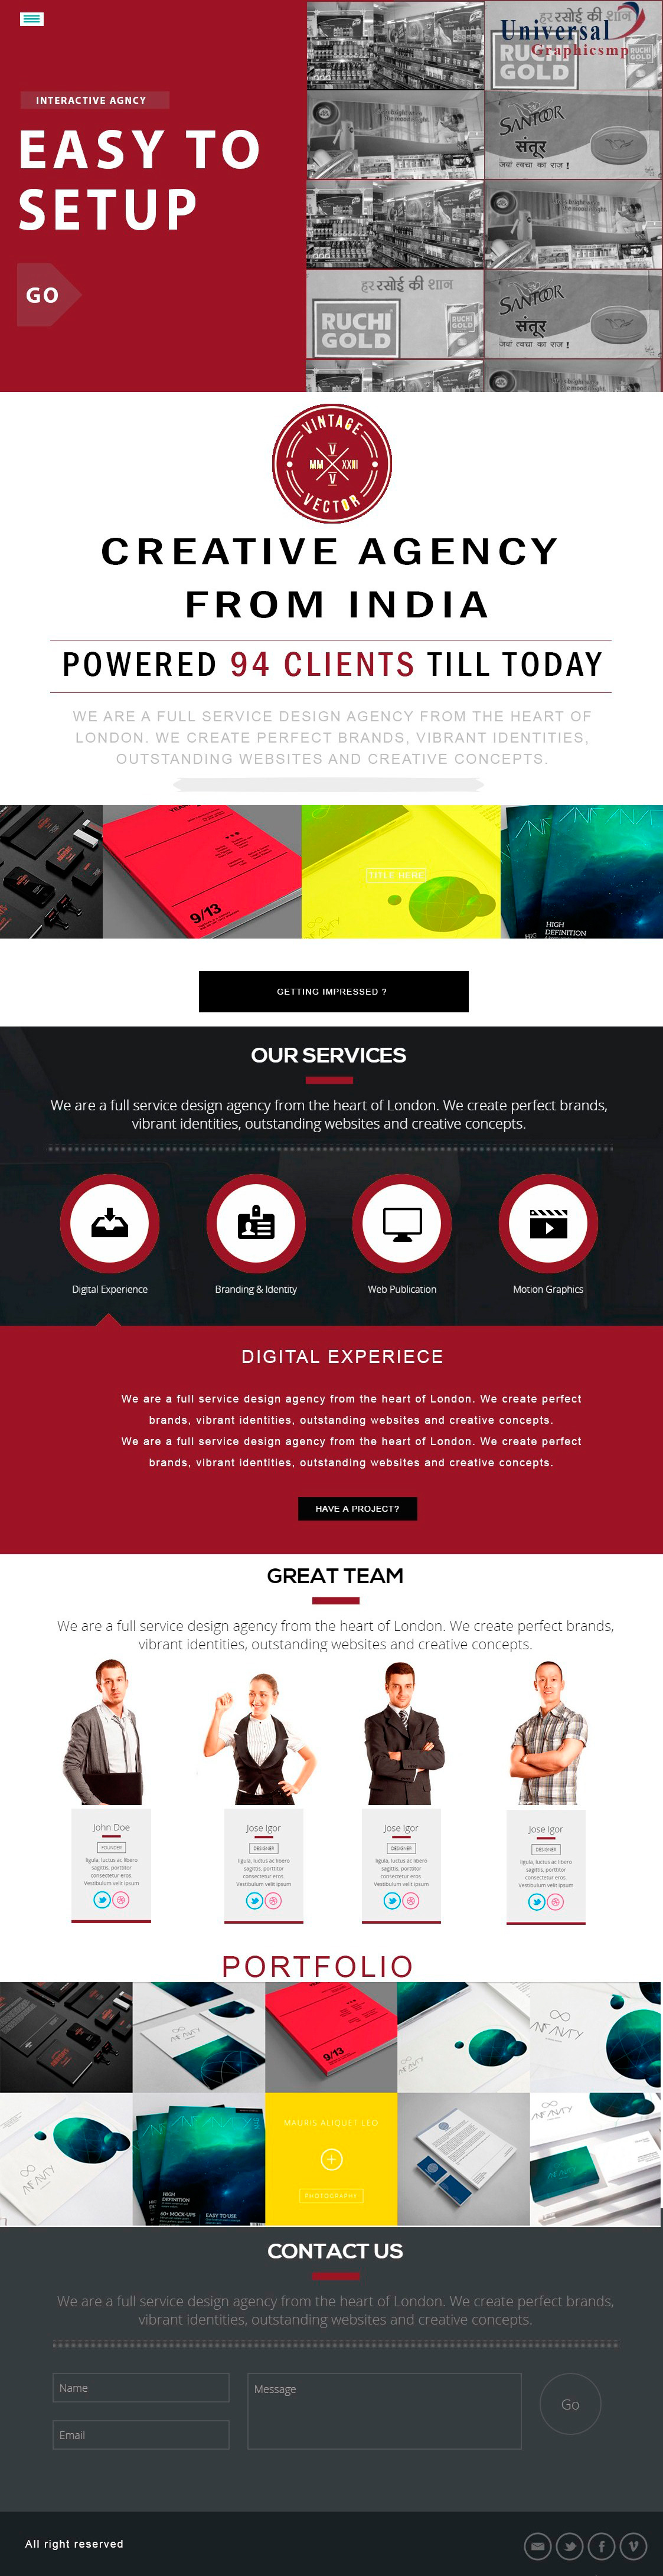 हर रसोई की शान
Universal
Graphicsmp
RUCHI
GOLD
RUCHI
GOLD
INTERACTIVE AGNCY
EASY TO
SETUP
GO
SANTOOR
संतूर
जवां त्वचा का राज़ !
हर रसोई की शान
RUCHI
GOLD
RUCHI
GOLD
SANTOOR
संतूर
जवां त्वचा का राज़ !
VINTAGE
V
MM XXIII
V
VECTOR
CREATIVE AGENCY
FROM INDIA
POWERED 94 CLIENTS TILL TODAY
WE ARE A FULL SERVICE DESIGN AGENCY FROM THE HEART OF
LONDON. WE CREATE PERFECT BRANDS, VIBRANT IDENTITIES,
OUTSTANDING WEBSITES AND CREATIVE CONCEPTS.
9/13
TITLE HERE
HIGH
DEFINITION
GETTING IMPRESSED ?
OUR SERVICES
We are a full service design agency from the heart of London. We create perfect brands,
vibrant identities, outstanding websites and creative concepts.
Digital Experience
Branding & Identity
Web Publication
Motion Graphics
DIGITAL EXPERIECE
We are a full service design agency from the heart of London. We create perfect
brands, vibrant identities, outstanding websites and creative concepts.
We are a full service design agency from the heart of London. We create perfect
brands, vibrant identities, outstanding websites and creative concepts.
HAVE A PROJECT?
GREAT TEAM
We are a full service design agency from the heart of London. We create perfect brands,
vibrant identities, outstanding websites and creative concepts.
John Doe
FOUNDER
ligula, luctus ac libero
sagittis, porttitor
consectetur eros.
Vestibulum velit ipsum
Jose Igor
DESIGNER
ligula, luctus ac libero
sagittis, porttitor
consectetur eros.
Vestibulum velit ipsum
Jose Igor
DESIGNER
ligula, luctus ac libero
sagittis, porttitor
consectetur eros.
Vestibulum velit ipsum
Jose Igor
DESIGNER
ligula, luctus ac libero
sagittis, porttitor
consectetur eros.
Vestibulum velit ipsum
PORTFOLIO
9/13
INFINITY
INFINITY
HIGH
DEFINITION
60+ MOCK-UPS
EASY TO USE
MAURIS ALIQUET LEO
PHOTOGRAPHY
INFINITY
CONTACT US
We are a full service design agency from the heart of London. We create perfect brands,
vibrant identities, outstanding websites and creative concepts.
Name
Message
Go
Email
All right reserved